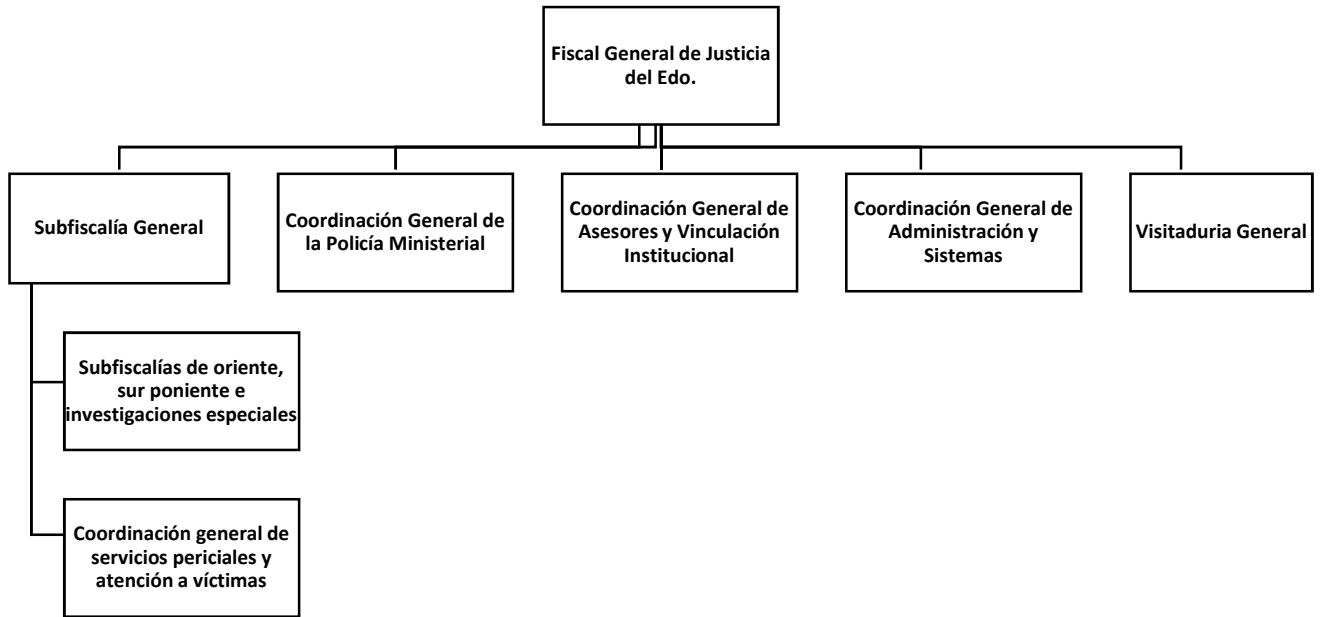 Fiscal General de Justicia
del Edo.
Subfiscalía General
Coordinación General de
la Policía Ministerial
Coordinación General de
Asesores y Vinculación
Institucional
Coordinación General de
Administración y
Sistemas
Visitaduria General
Subfiscalías de oriente,
sur poniente e
investigaciones especiales
Coordinación general de
servicios periciales y
atención a víctimas